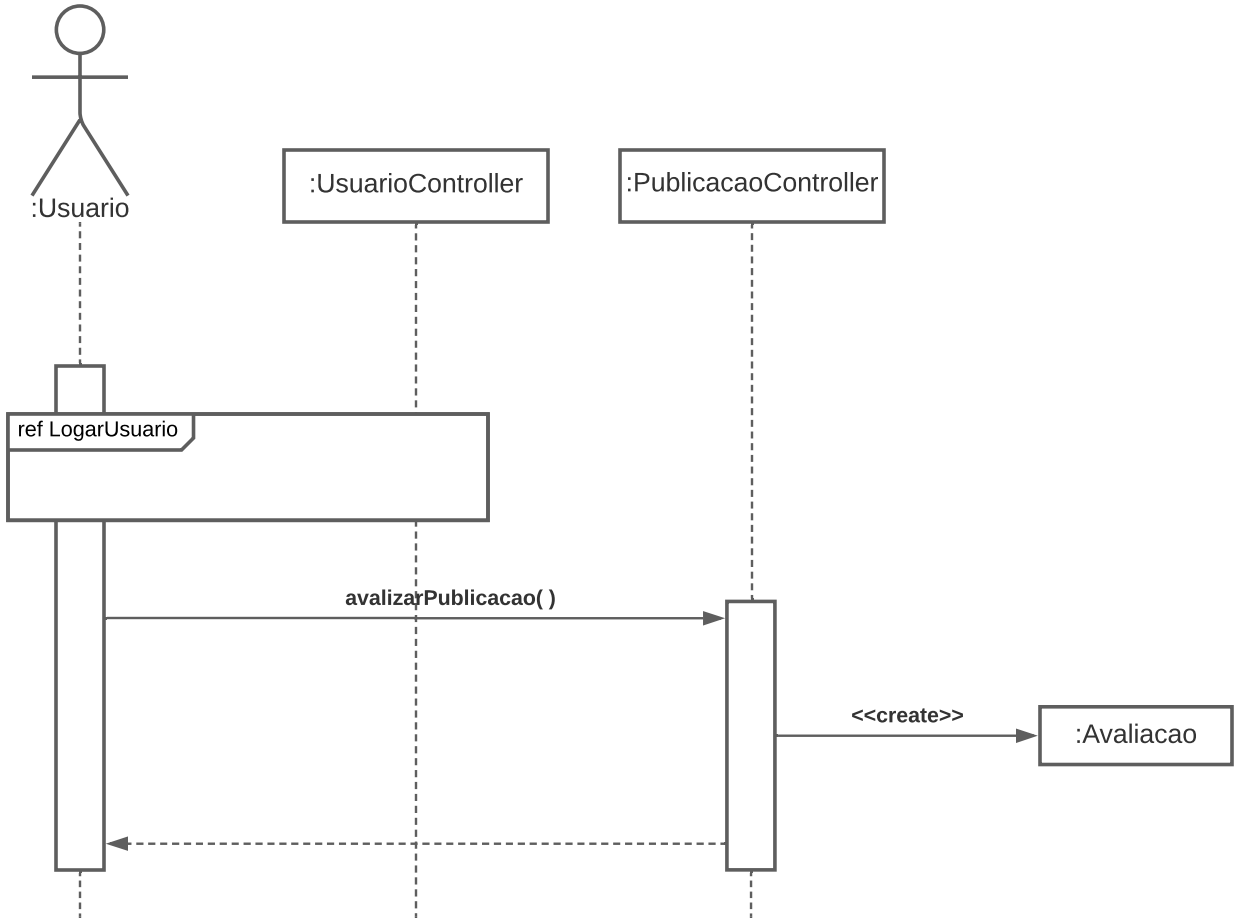 :Usuario
:UsuarioController
:PublicacaoController
ref LogarUsuario
avalizarPublicacao( )
<<create>>
:Avaliacao